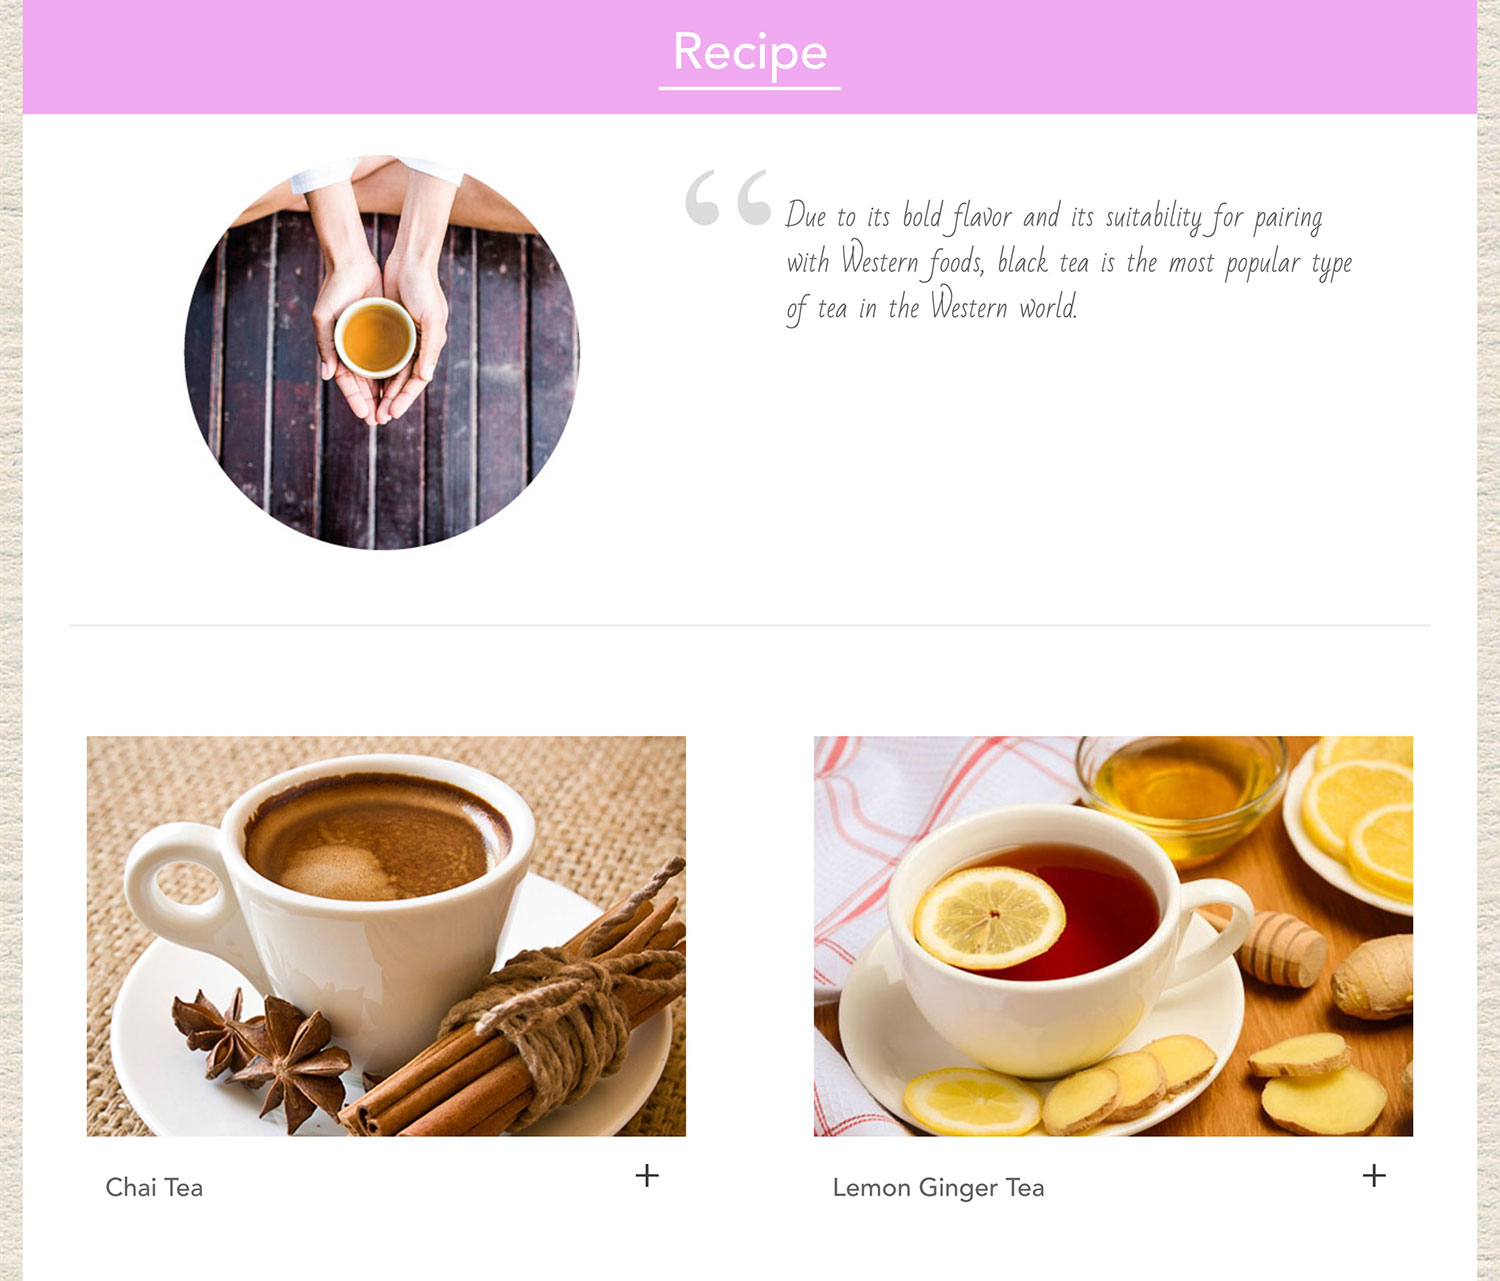 Recipe
“ Due to its bold flavor and its suitability for pairing
with Western foods, black tea is the most popular type
of tea in the Western world.
Chai Tea +
Lemon Ginger Tea +